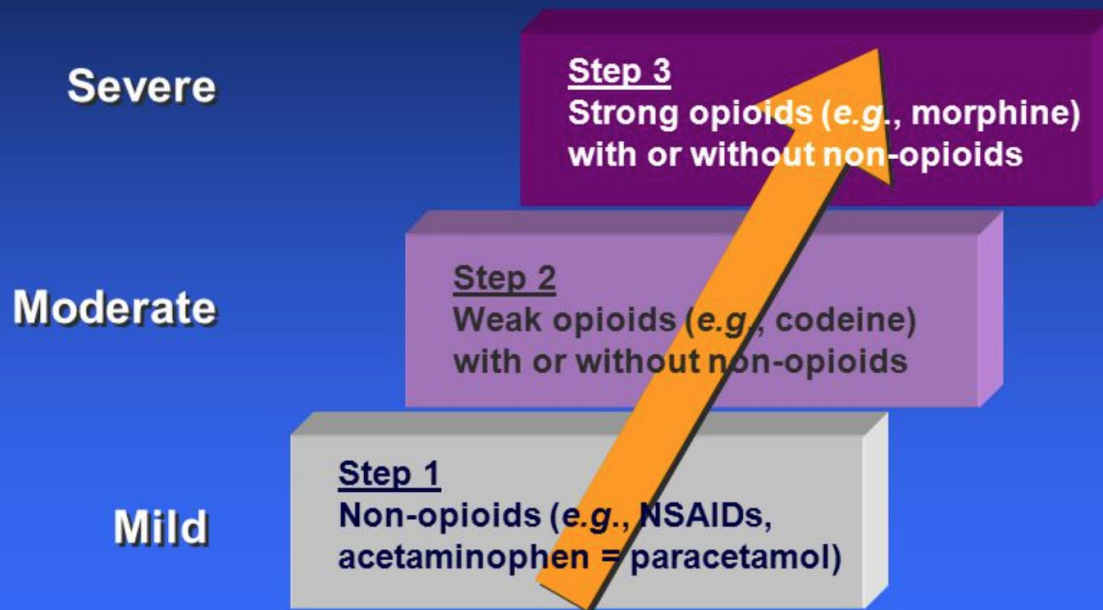 Severe
Step 3
Strong opioids (e.g., morphine)
with or without non-opioids
Moderate
Step 2
Weak opioids (e.g., codeine)
with or without non-opioids
Mild
Step 1
Non-opioids (e.g., NSAIDs,
acetaminophen = paracetamol)